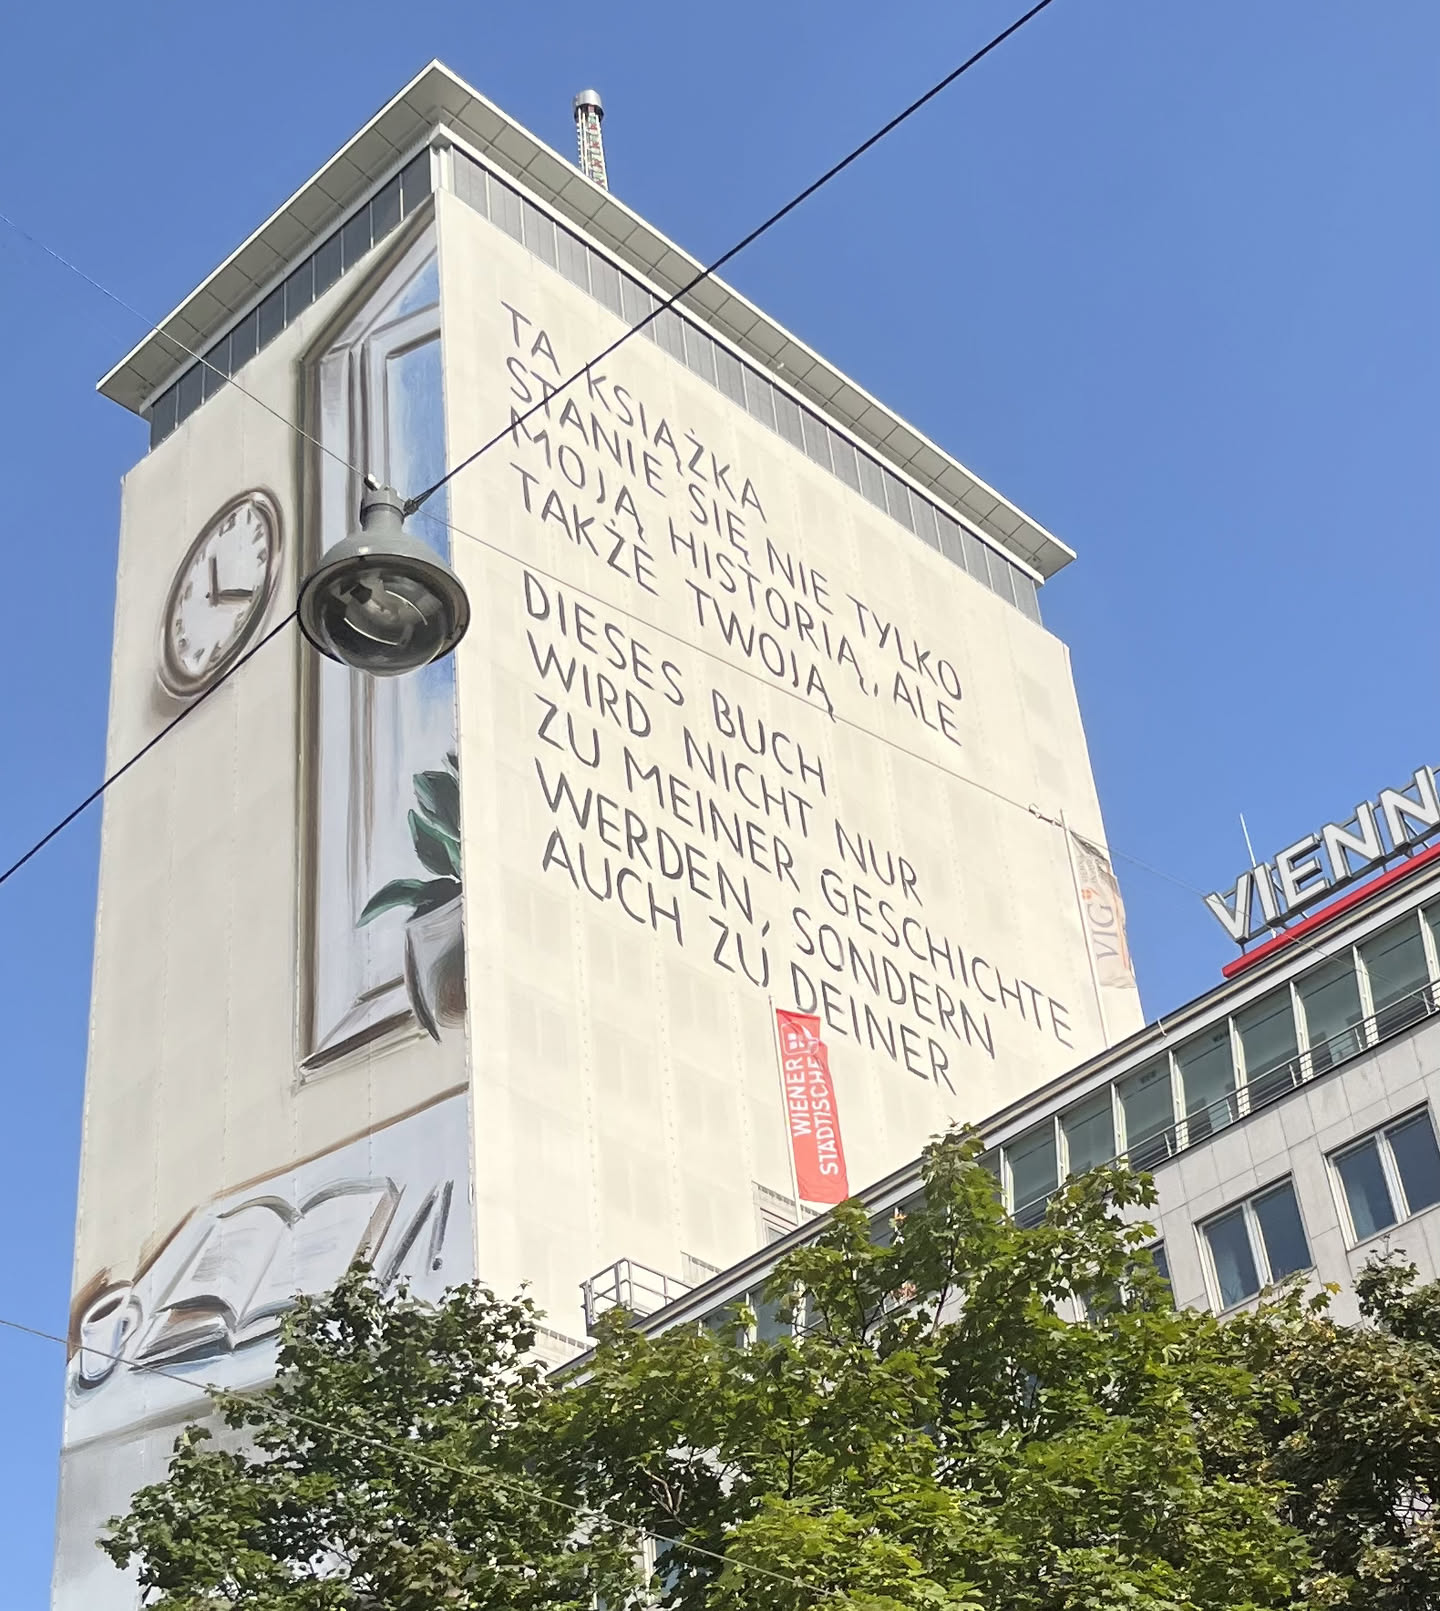 TA KSIĄŻKA
STANIE SIĘ NIE TYLKO
MOJĄ HISTORIĄ, ALE
TAKŻE TWOJĄ
DIESES BUCH
WIRD NICHT NUR
ZU MEINER GESCHICHTE
WERDEN, SONDERN
AUCH ZU DEINER
WIENER
STÄDTISCHE
VIG
VIENN